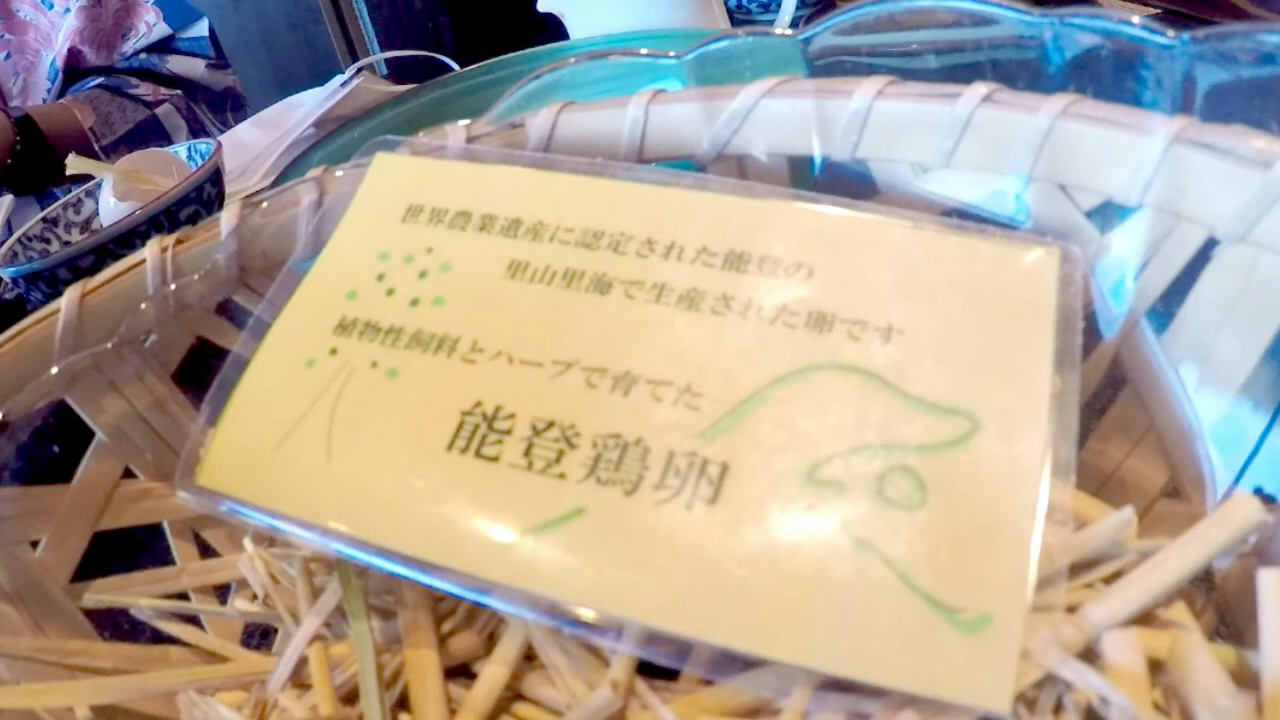 世界農業遺産に認定された能登の
里山里海で生産された卵です
植物性飼料とハーブで育てた
能登鶏卵